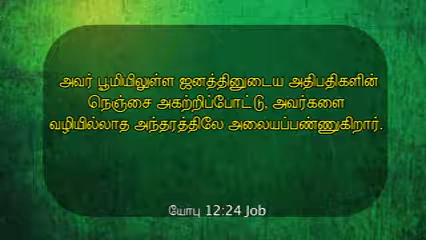 அவர் பூமியிலுள்ள ஜனத்தினுடைய அதிபதிகளின்
நெஞ்சை அகற்றிப்போட்டு, அவர்களை
வழியில்லாத அந்தரத்திலே அலையப்பண்ணுகிறார்.
யோபு 12:24 Job